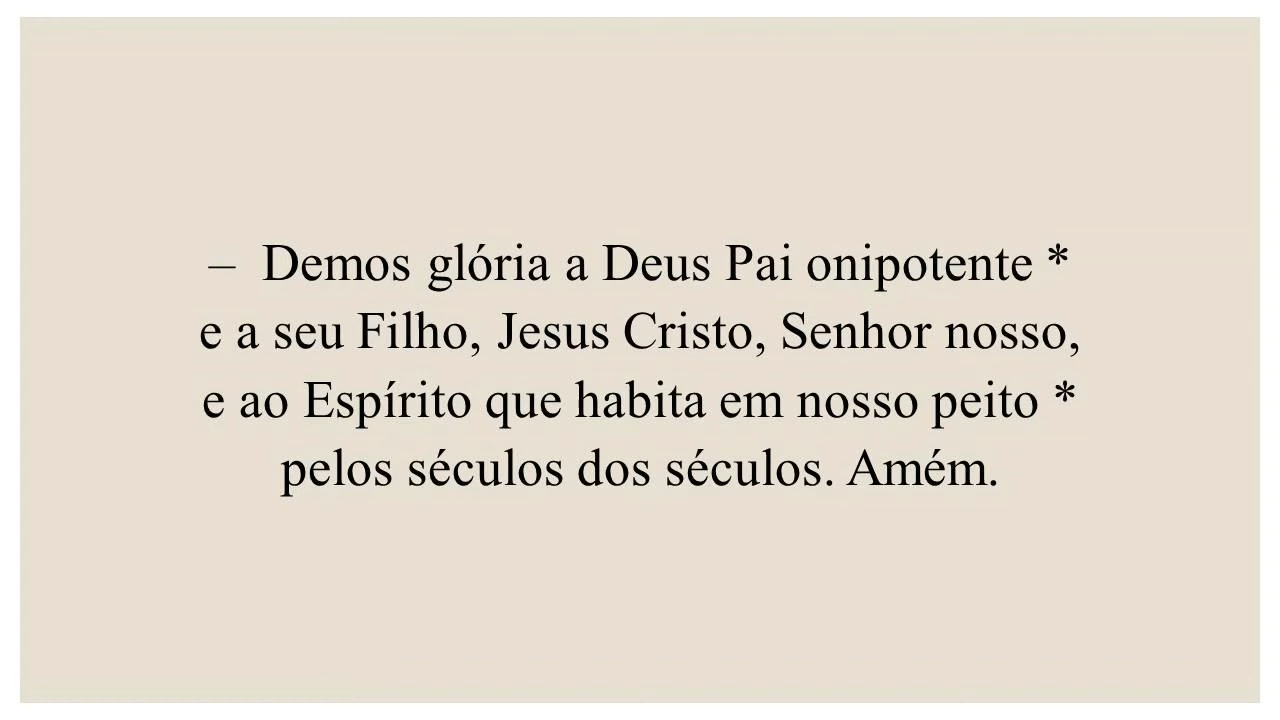 – Demos glória a Deus Pai onipotente *
e a seu Filho, Jesus Cristo, Senhor nosso,
e ao Espírito que habita em nosso peito *
pelos séculos dos séculos. Amém.